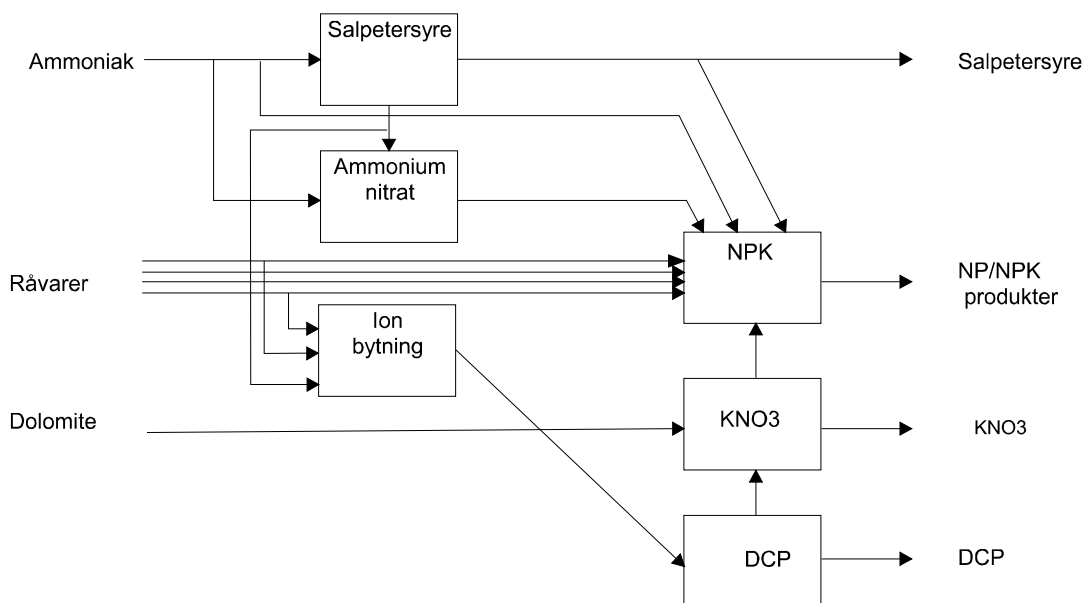 Salpetersyre
Ammoniak
Salpetersyre
Ammonium
nitrat
NPK
Råvarer
NP/NPK
produkter
Ion
bytning
Dolomite
KNO3
KNO3
DCP
DCP